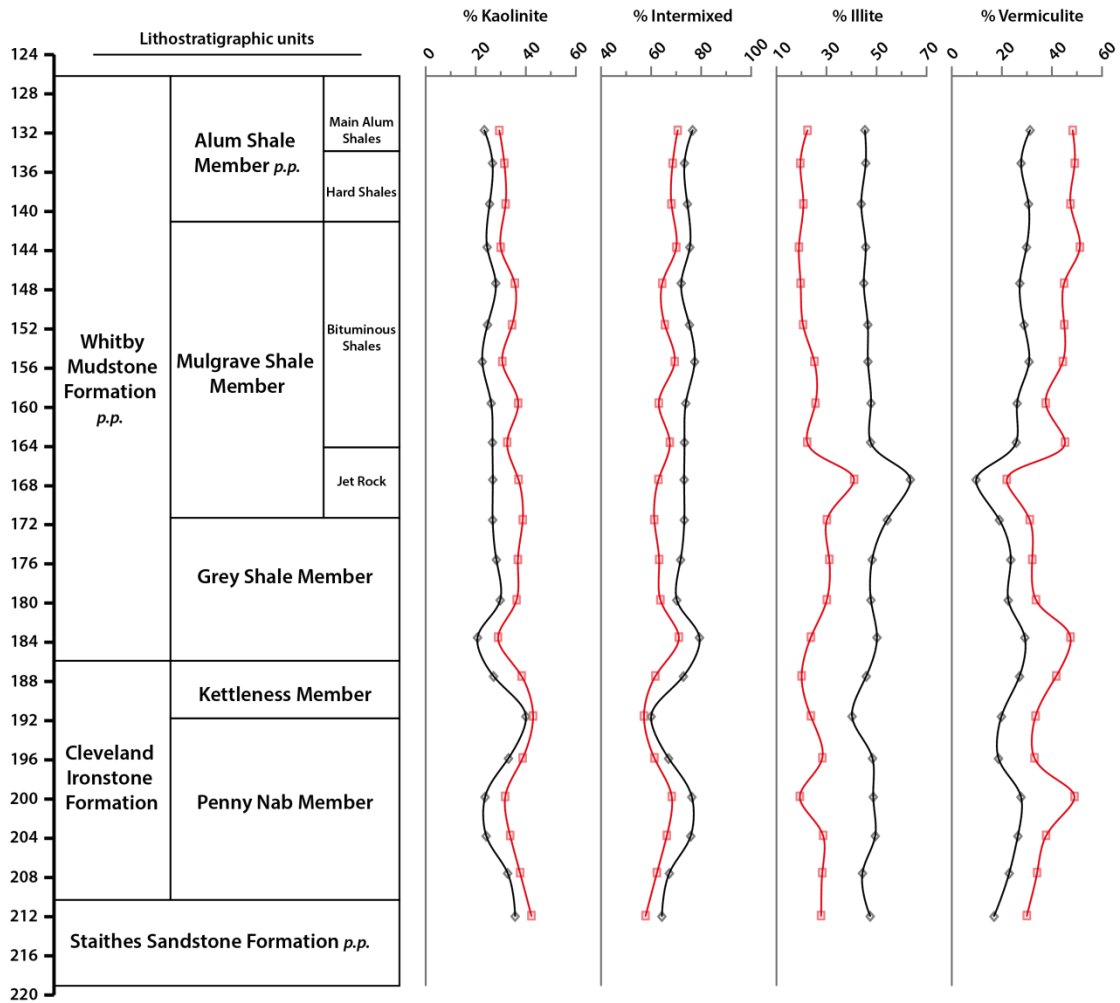 % Kaolinite
% Intermixed
% Illite
% Vermiculite
Lithostratigraphic units
0 20 40 60
40 60 80 100
10 30 50 70
0 20 40 60
124
128
132
136
140
144
148
152
156
160
164
168
172
176
180
184
188
192
196
200
204
208
212
216
220
Whitby
Mudstone
Formation
p.p.
Alum Shale
Member p.p.
Main Alum
Shales
Hard Shales
Mulgrave Shale
Member
Bituminous
Shales
Jet Rock
Grey Shale Member
Cleveland
Ironstone
Formation
Kettleness Member
Penny Nab Member
Staithes Sandstone Formation p.p.